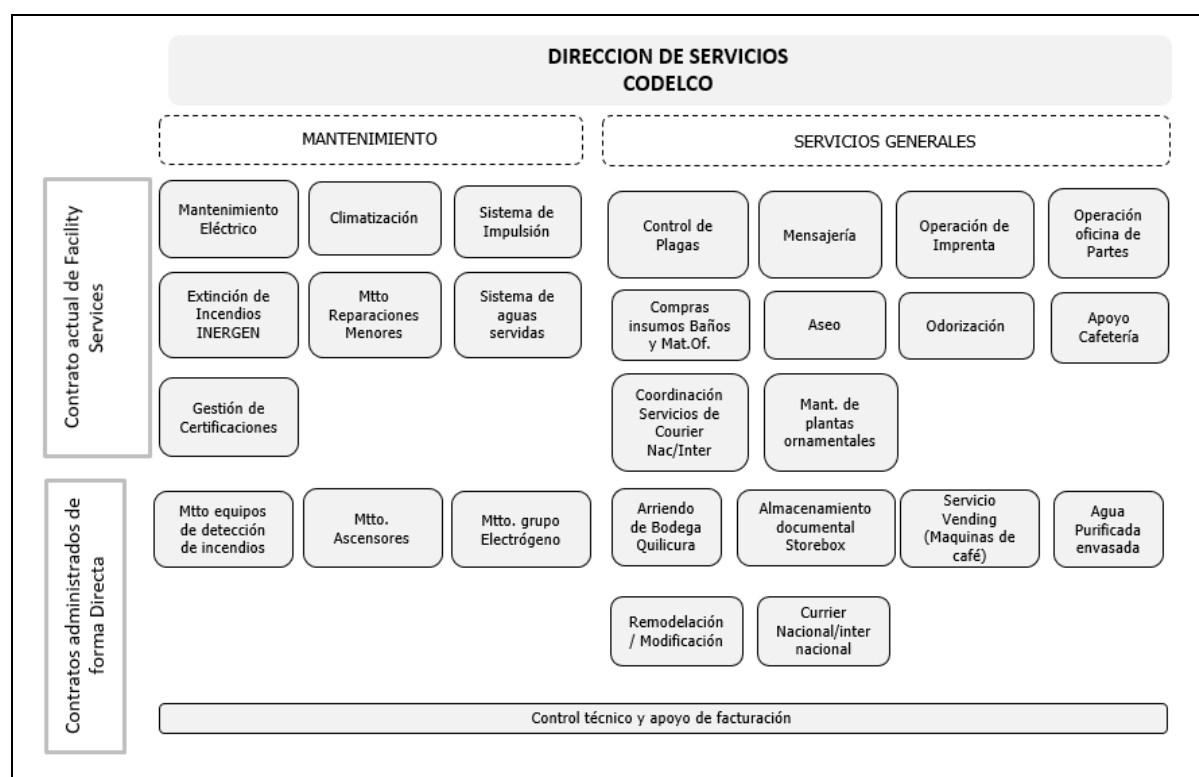 DIRECCION DE SERVICIOS
CODELCO
MANTENIMIENTO
SERVICIOS GENERALES
Contrato actual de Facility
Services
Mantenimiento
Eléctrico
Climatización
Sistema de
Impulsión
Control de
Plagas
Mensajería
Operación de
Imprenta
Operación
oficina de
Partes
Extinción de
Incendios
INERGEN
Mtto
Reparaciones
Menores
Sistema de
aguas
servidas
Compras
insumos Baños
y Mat.Of.
Aseo
Odorización
Apoyo
Cafetería
Gestión de
Certificaciones
Coordinación
Servicios de
Courier
Nac/Inter
Mant. de
plantas
ornamentales
Contratos administrados de
forma Directa
Mtto equipos
de detección
de incendios
Mtto.
Ascensores
Mtto. grupo
Electrógeno
Arriendo
de Bodega
Quilicura
Almacenamiento
documental
Storebox
Servicio
Vending
(Maquinas de
café)
Agua
Purificada
envasada
Remodelación
/ Modificación
Currier
Nacional/inter
nacional
Control técnico y apoyo de facturación